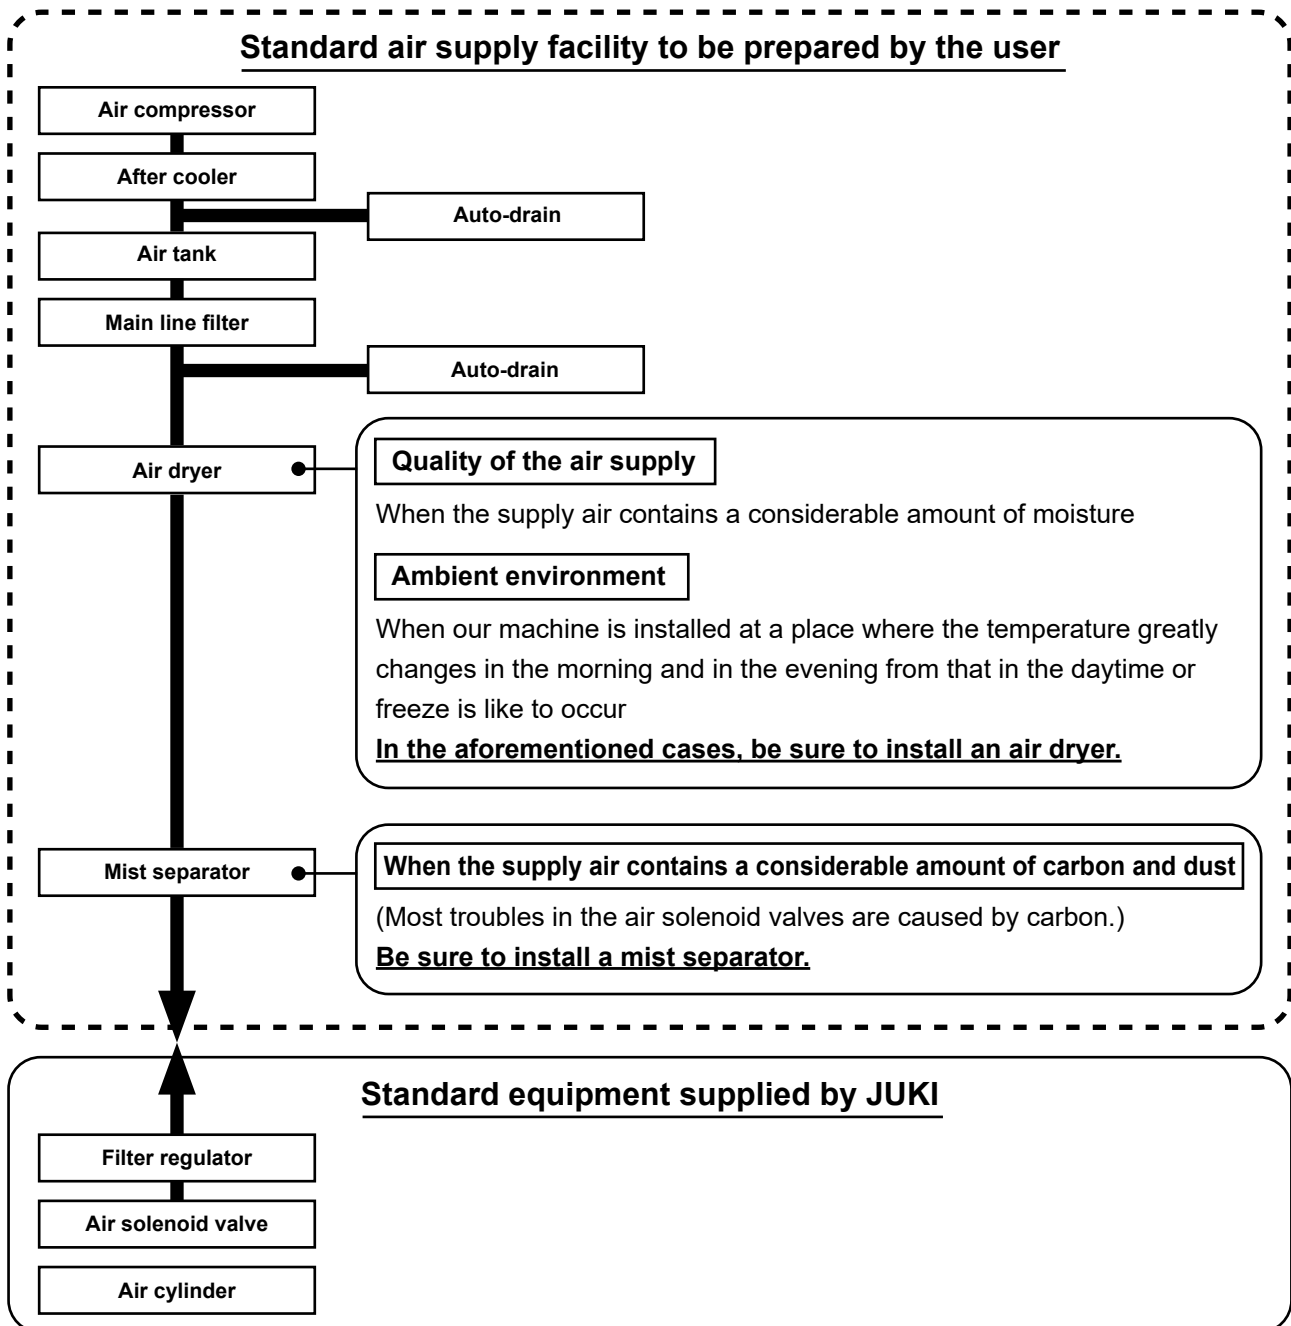 Standard air supply facility to be prepared by the user
Air compressor
After cooler
Auto-drain
Air tank
Main line filter
Auto-drain
Air dryer
Quality of the air supply
When the supply air contains a considerable amount of moisture
Ambient environment
When our machine is installed at a place where the temperature greatly
changes in the morning and in the evening from that in the daytime or
freeze is like to occur
In the aforementioned cases, be sure to install an air dryer.
Mist separator
When the supply air contains a considerable amount of carbon and dust
(Most troubles in the air solenoid valves are caused by carbon.)
Be sure to install a mist separator.
Standard equipment supplied by JUKI
Filter regulator
Air solenoid valve
Air cylinder